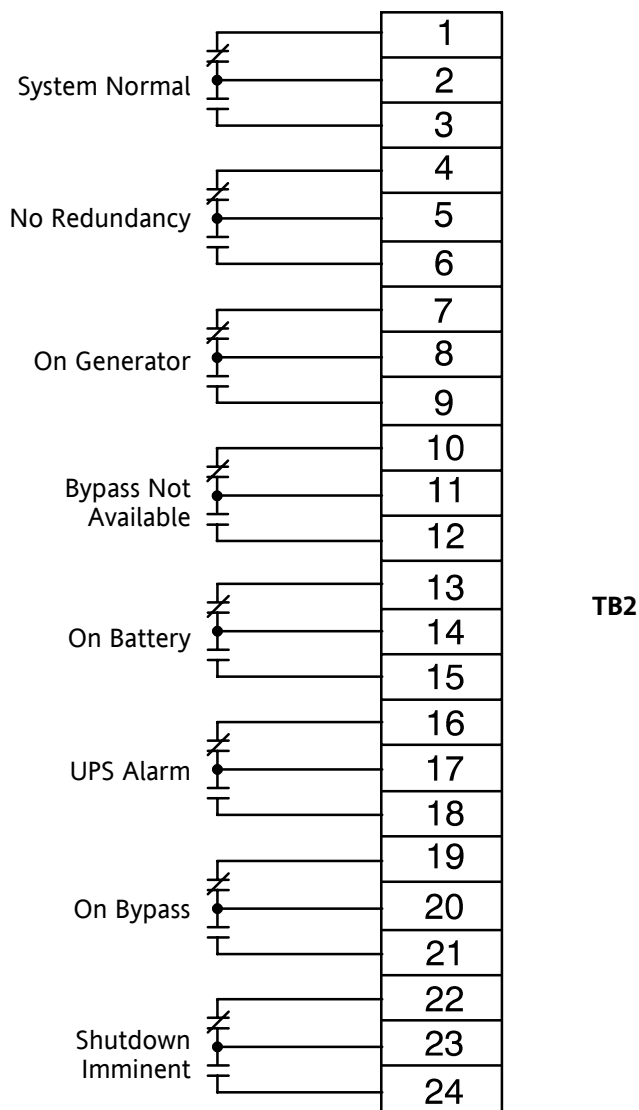 1
System Normal 2
3
4
No Redundancy 5
6
7
On Generator 8
9
10
Bypass Not
Available
11
12
13
On Battery 14
15
TB2
16
UPS Alarm 17
18
19
On Bypass 20
21
22
Shutdown
Imminent
23
24